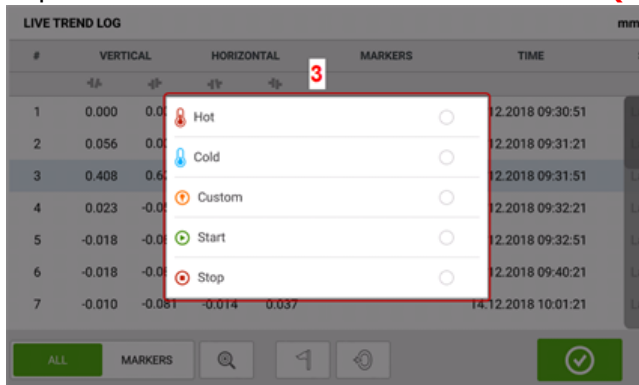 LIVE TREND LOG mm
# VERTICAL HORIZONTAL MARKERS TIME
3
1 0.000 12.2018 09:30:51
Hot
2 0.056 12.2018 09:31:21
Cold
3 0.408 12.2018 09:31:51
Custom
4 0.023 12.2018 09:32:21
Start
5 -0.018 12.2018 09:32:51
6 -0.018 12.2018 09:40:21
Stop
7 -0.010 -0.081 -0.014 0.037 14.12.2018 10:01:21
ALL MARKERS